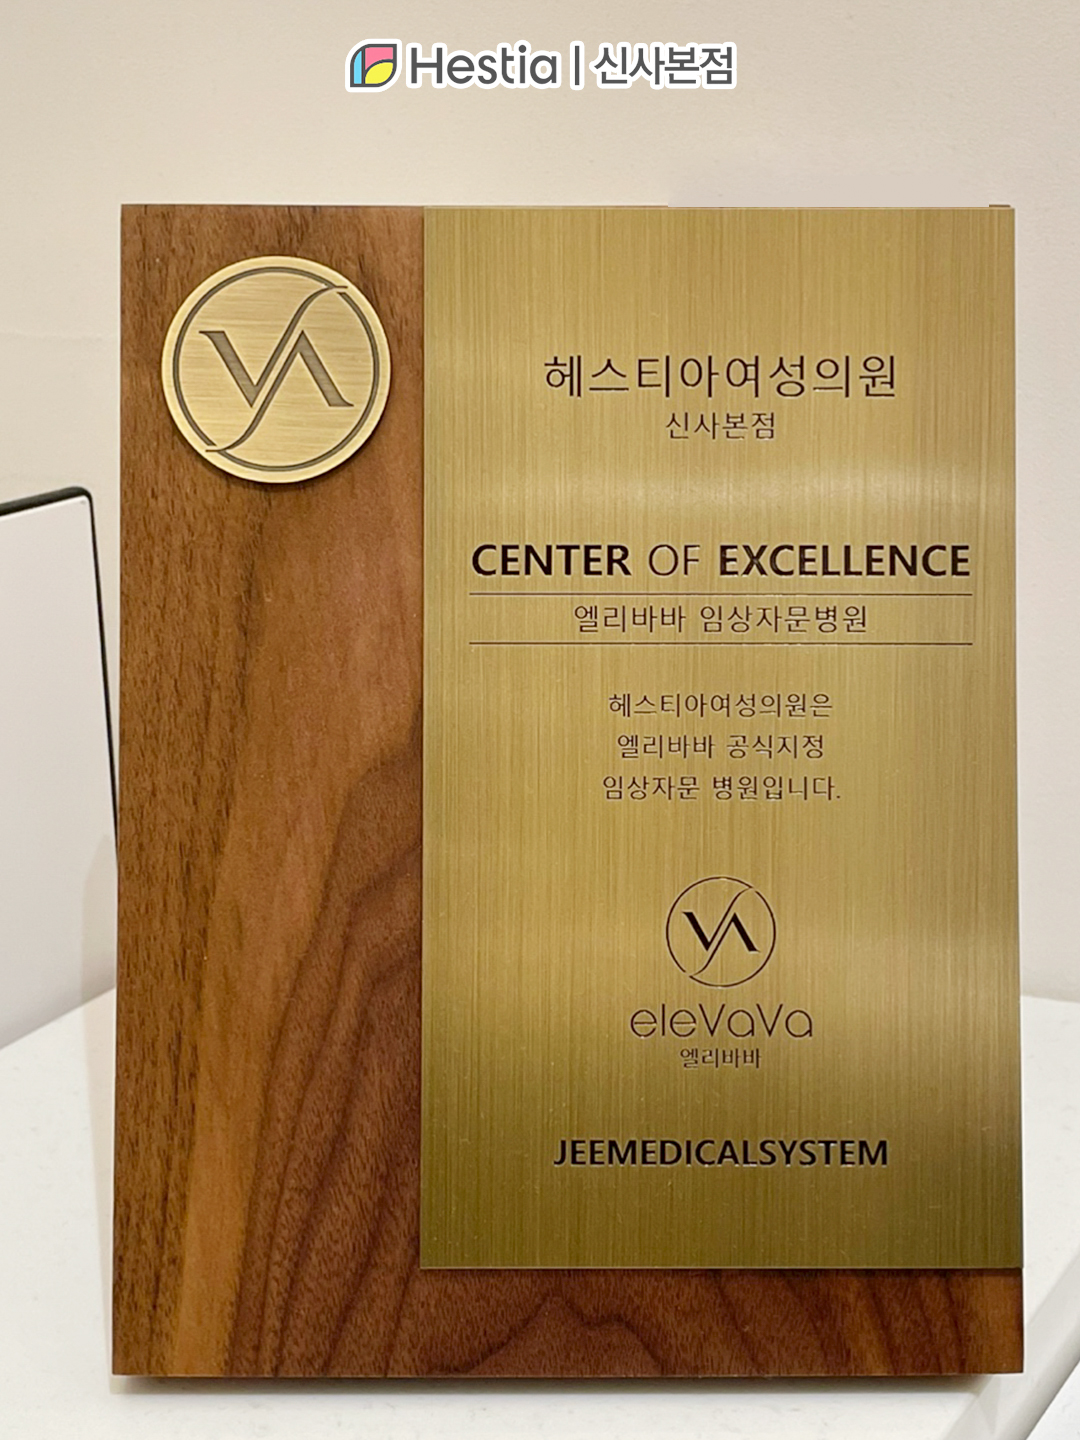 Hestia | 신사본점
VA
헤스티아여성의원
신사본점
CENTER OF EXCELLENCE
엘리바바 임상자문병원
헤스티아여성의원은
엘리바바 공식지정
임상자문 병원입니다.
VA
eleVaVa
엘리바바
JEEMEDICALSYSTEM